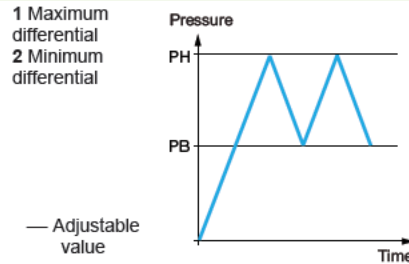 1 Maximum
differential
2 Minimum
differential
— Adjustable
value
Pressure
PH
PB
Time